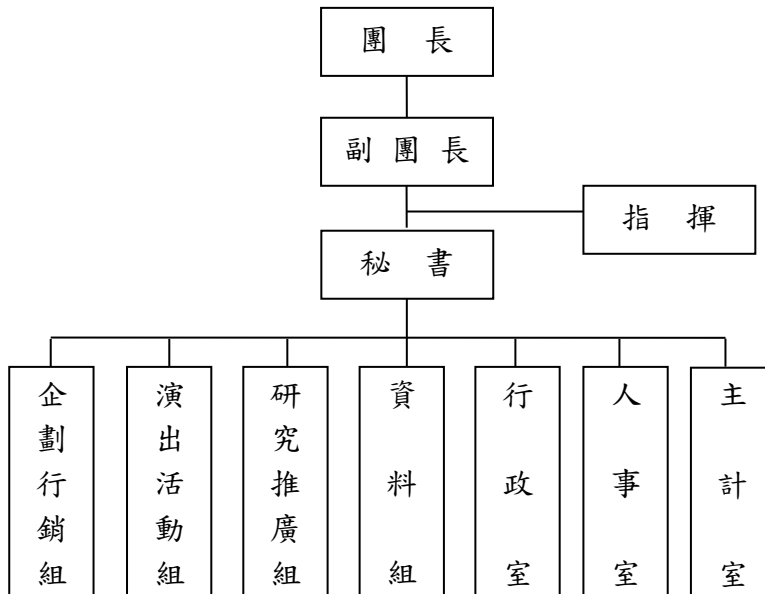 團長
副團長
指揮
秘書
企劃行銷組
演出活動組
研究推廣組
資料組
行政室
人事室
主計室